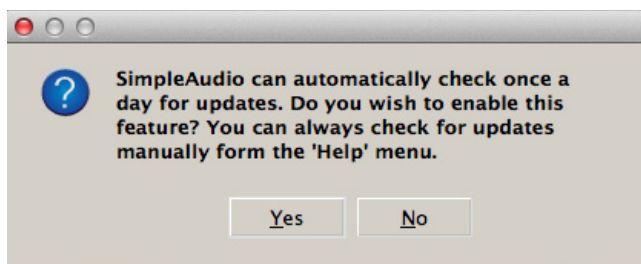 SimpleAudio can automatically check once a
day for updates. Do you wish to enable this
feature? You can always check for updates
manually form the 'Help' menu.
Yes No